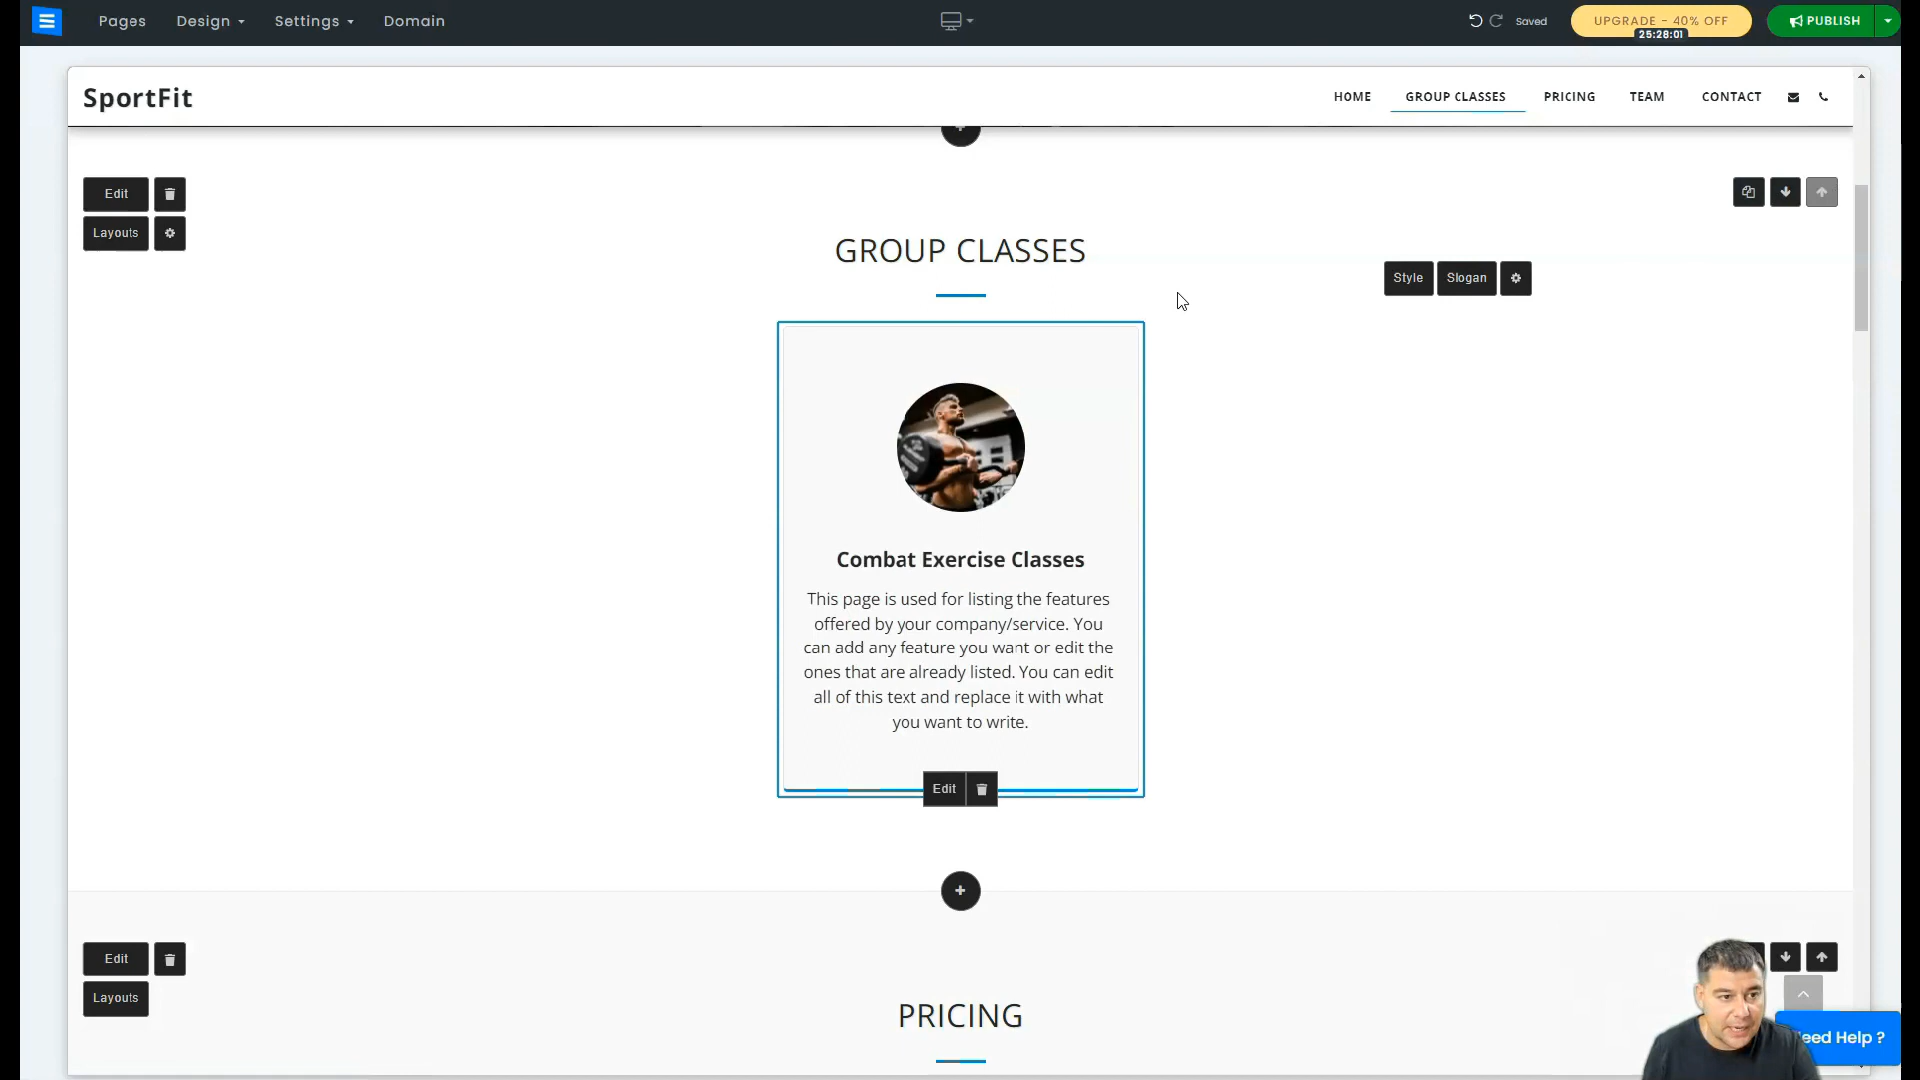 Pages Design Settings Domain
Saved
UPGRADE - 40% OFF
25:28:01
PUBLISH
SportFit
HOME GROUP CLASSES PRICING TEAM CONTACT
Edit
Layouts
GROUP CLASSES
Style Slogan
Combat Exercise Classes
This page is used for listing the features
offered by your company/service. You
can add any feature you want or edit the
ones that are already listed. You can edit
all of this text and replace it with what
you want to write.
Edit
Edit
Layouts
PRICING
Help ?